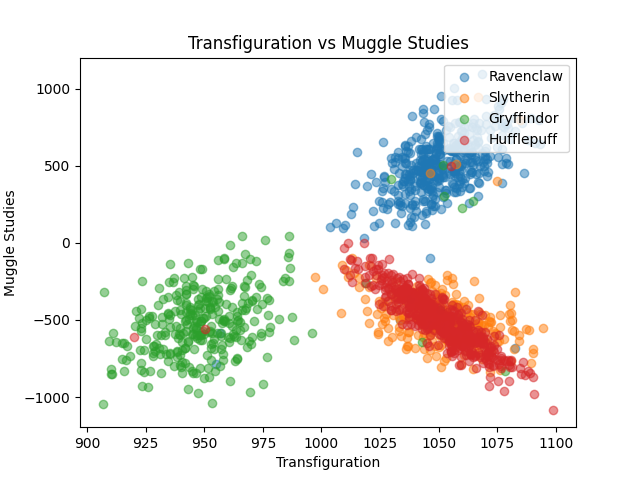 Transfiguration vs Muggle Studies
Ravenclaw
Slytherin
Gryffindor
Hufflepuff
1000
500
0
−500
−1000
Muggle Studies
900 925 950 975 1000 1025 1050 1075 1100
Transfiguration